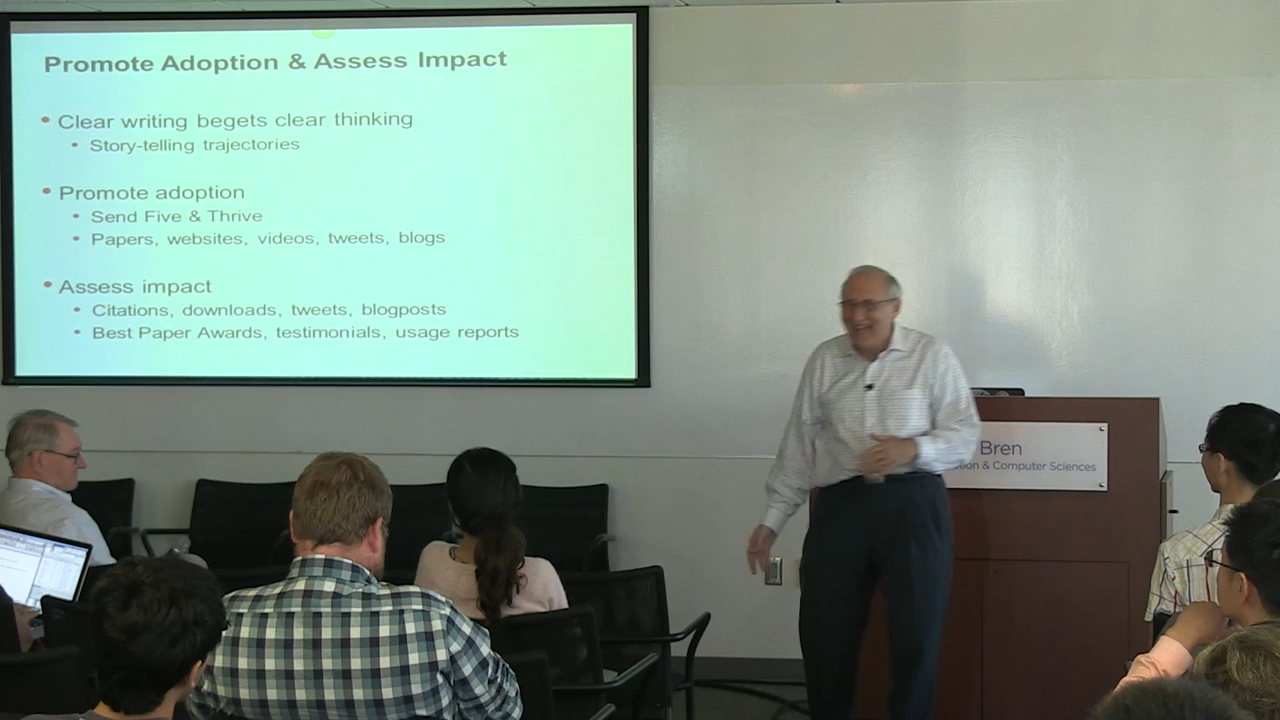 Promote Adoption & Assess Impact
• Clear writing begets clear thinking
• Story-telling trajectories
• Promote adoption
• Send Five & Thrive
• Papers, websites, videos, tweets, blogs
• Assess impact
• Citations, downloads, tweets, blogposts
• Best Paper Awards, testimonials, usage reports
Bren
& Computer Sciences